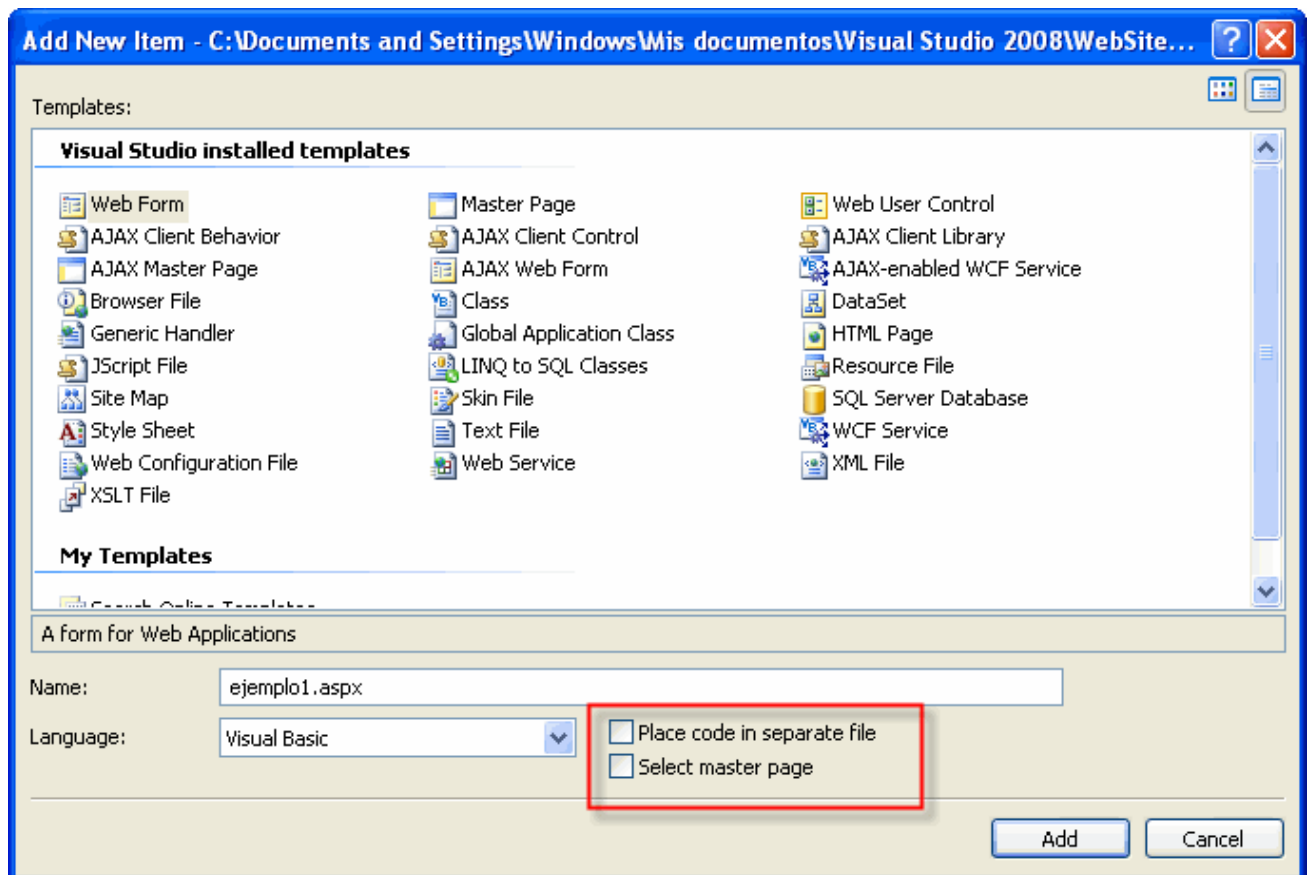 Add New Item - C:\Documents and Settings\Windows\Mis documentos\Visual Studio 2008\WebSite...
Templates:
Visual Studio installed templates
Web Form Master Page Web User Control
AJAX Client Behavior AJAX Client Control AJAX Client Library
AJAX Master Page AJAX Web Form AJAX-enabled WCF Service
Browser File Class DataSet
Generic Handler Global Application Class HTML Page
JScript File LINQ to SQL Classes Resource File
Site Map Skin File SQL Server Database
Style Sheet Text File WCF Service
Web Configuration File Web Service XML File
XSLT File
My Templates
Search Online Templates
A form for Web Applications
Name: ejemplo1.aspx
Language: Visual Basic Place code in separate file
Select master page
Add Cancel